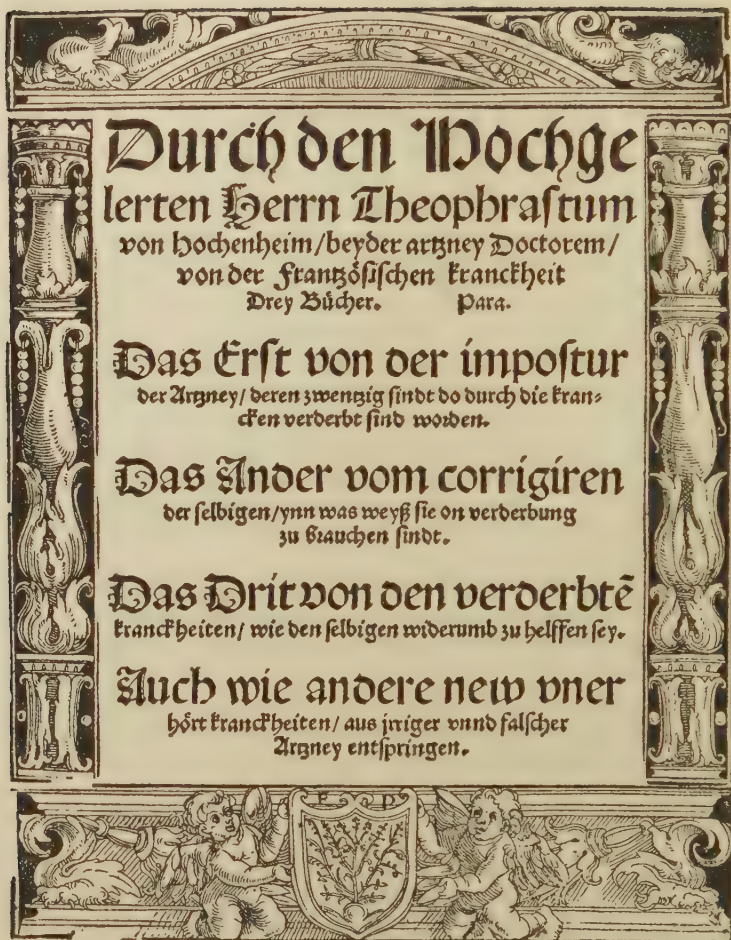 Durch den Hochge
lerten Herrn Theophrastum
von Hochenheim/beyder artzney Doctorem/
von der Frantzösischen kranckheit
Drey Bücher. Para.
Das Erst von der impostur
der Artzney/ deren zwentzig sindt do durch die kran⸗
cken verderbt sind worden.
Das Ander vom corrigiren
der selbigen/ynn was weyß sie on verderbung
zu brauchen sindt.
Das Drit von den verderbtẽ
kranckheiten/ wie den selbigen widerumb zu helffen sey.
Auch wie andere new vner
hört kranckheiten/ aus jrriger vnnd falscher
Artzney entspringen.